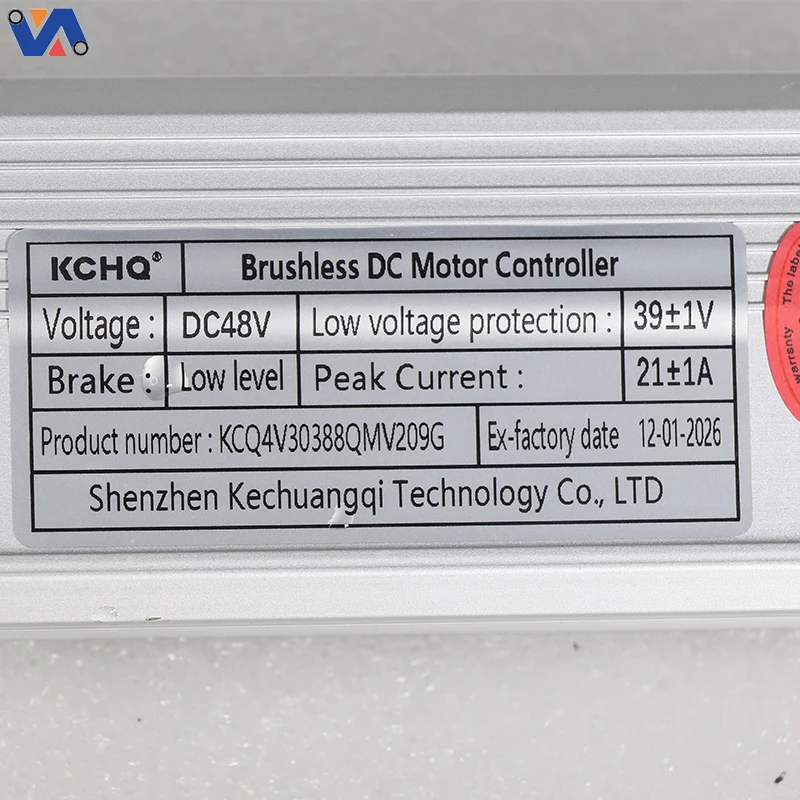 KCHQ® Brushless DC Motor Controller
Voltage : DC48V Low voltage protection : 39±1V
Brake : Low level Peak Current : 21±1A
Product number : KCQ4V30388QMV209G Ex-factory date 12-01-2026
Shenzhen Kechuangqi Technology Co., LTD
The label
warranty